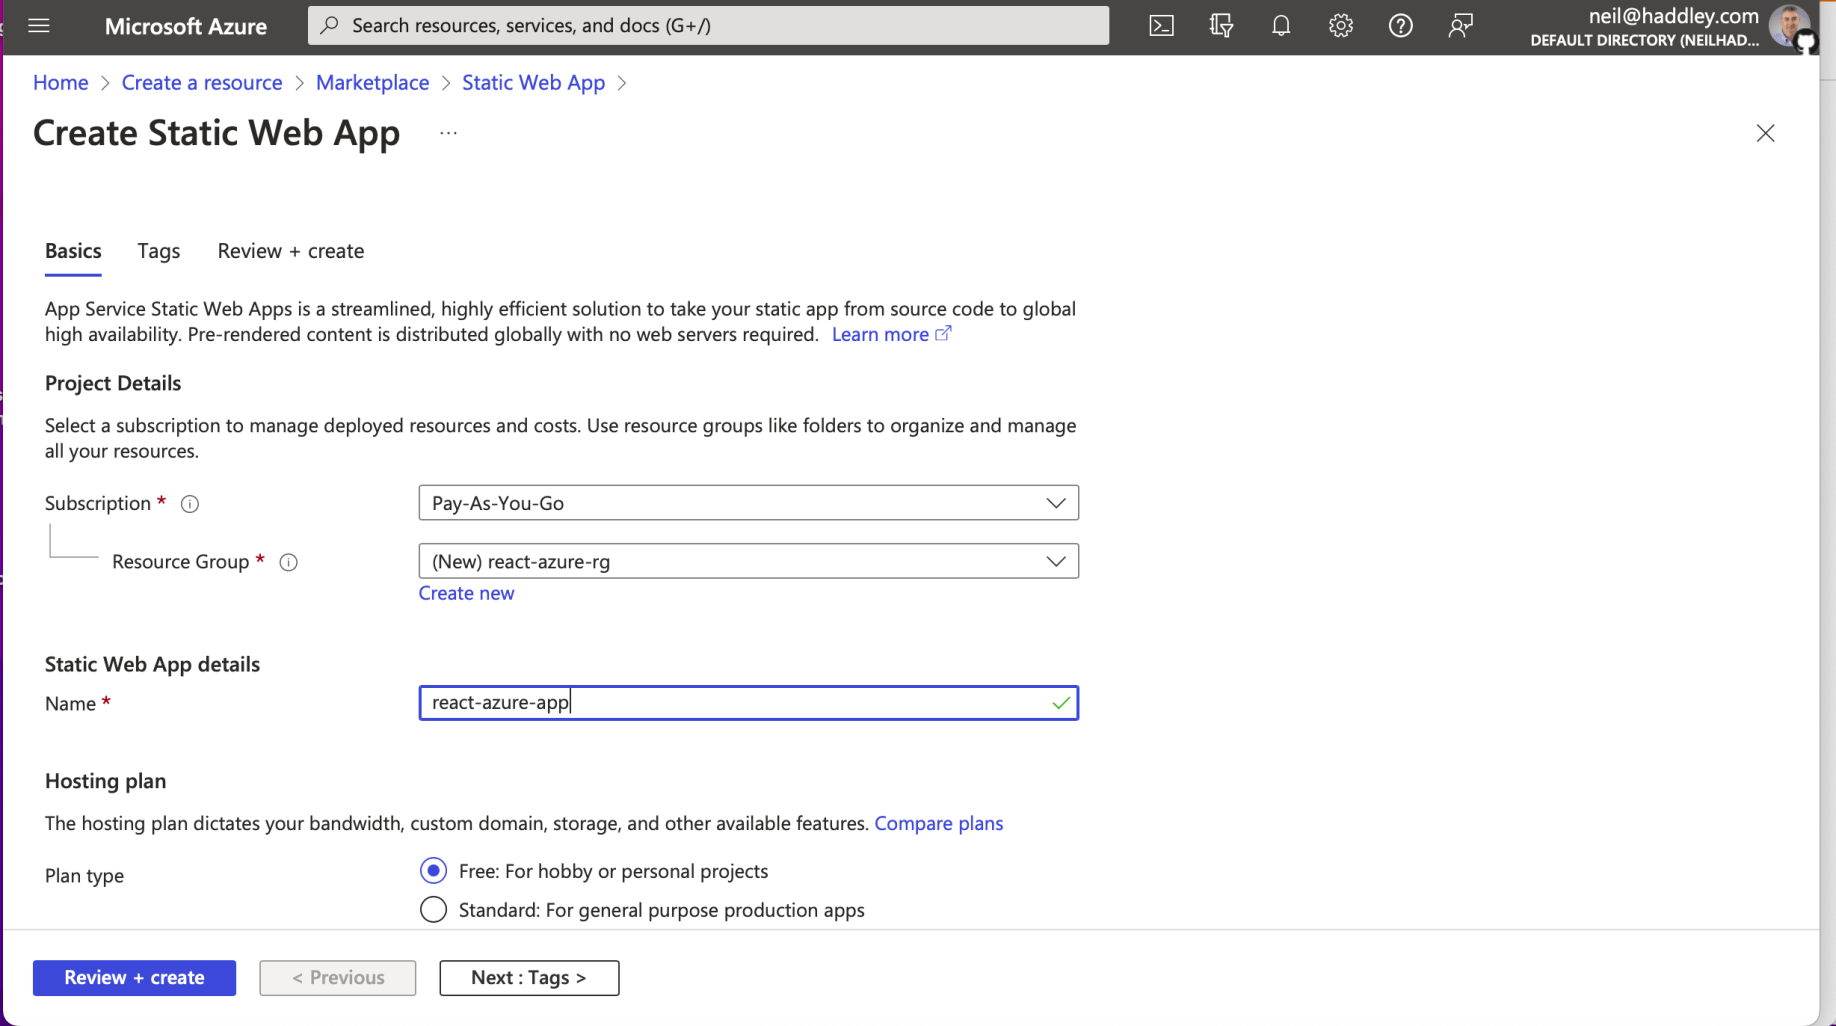 Microsoft Azure
Search resources, services, and docs (G+/)
neil@haddley.com
DEFAULT DIRECTORY (NEILHAD...
Home > Create a resource > Marketplace > Static Web App >
Create Static Web App ...
Basics Tags Review + create
App Service Static Web Apps is a streamlined, highly efficient solution to take your static app from source code to global
high availability. Pre-rendered content is distributed globally with no web servers required. Learn more
Project Details
Select a subscription to manage deployed resources and costs. Use resource groups like folders to organize and manage
all your resources.
Subscription * Pay-As-You-Go
Resource Group * (New) react-azure-rg
Create new
Static Web App details
Name * react-azure-app
Hosting plan
The hosting plan dictates your bandwidth, custom domain, storage, and other available features. Compare plans
Plan type
Free: For hobby or personal projects
Standard: For general purpose production apps
Review + create < Previous Next : Tags >